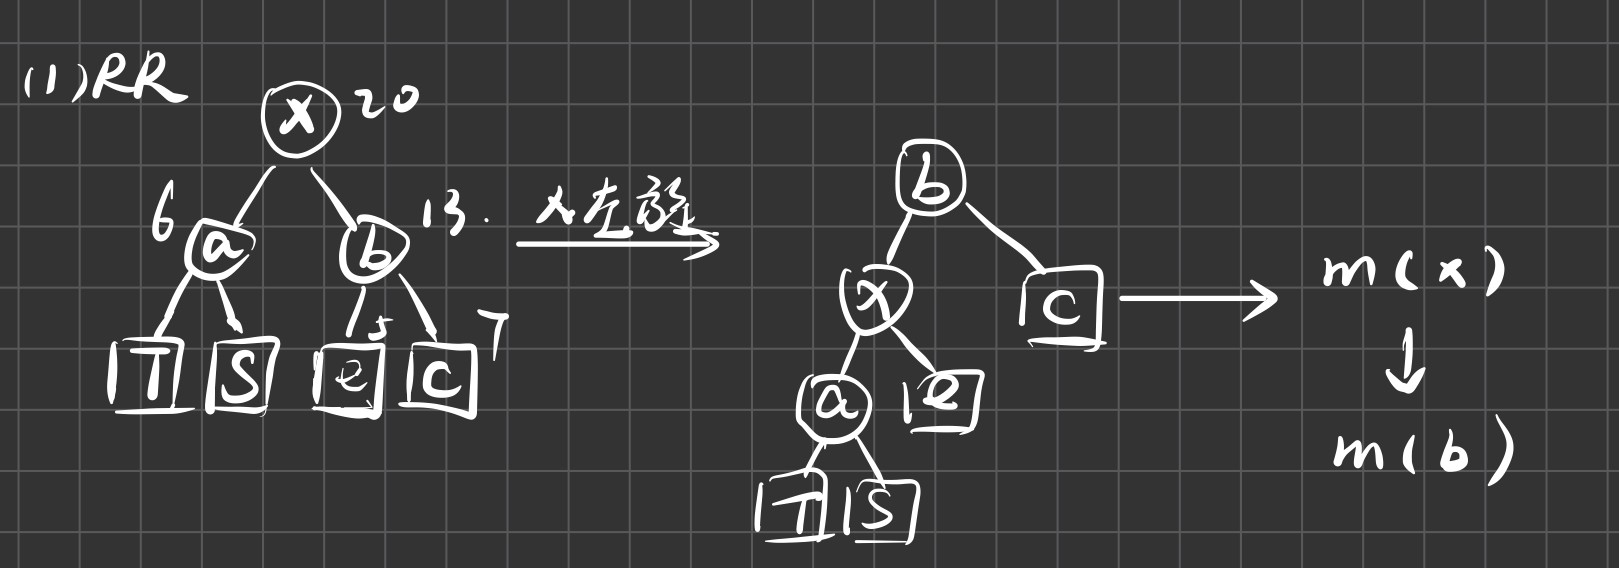 (1) RR
x 20
6 a b 13.
x左旋
T S e 5 c 7
b
x c
a e
T S
m(x)
m(b)